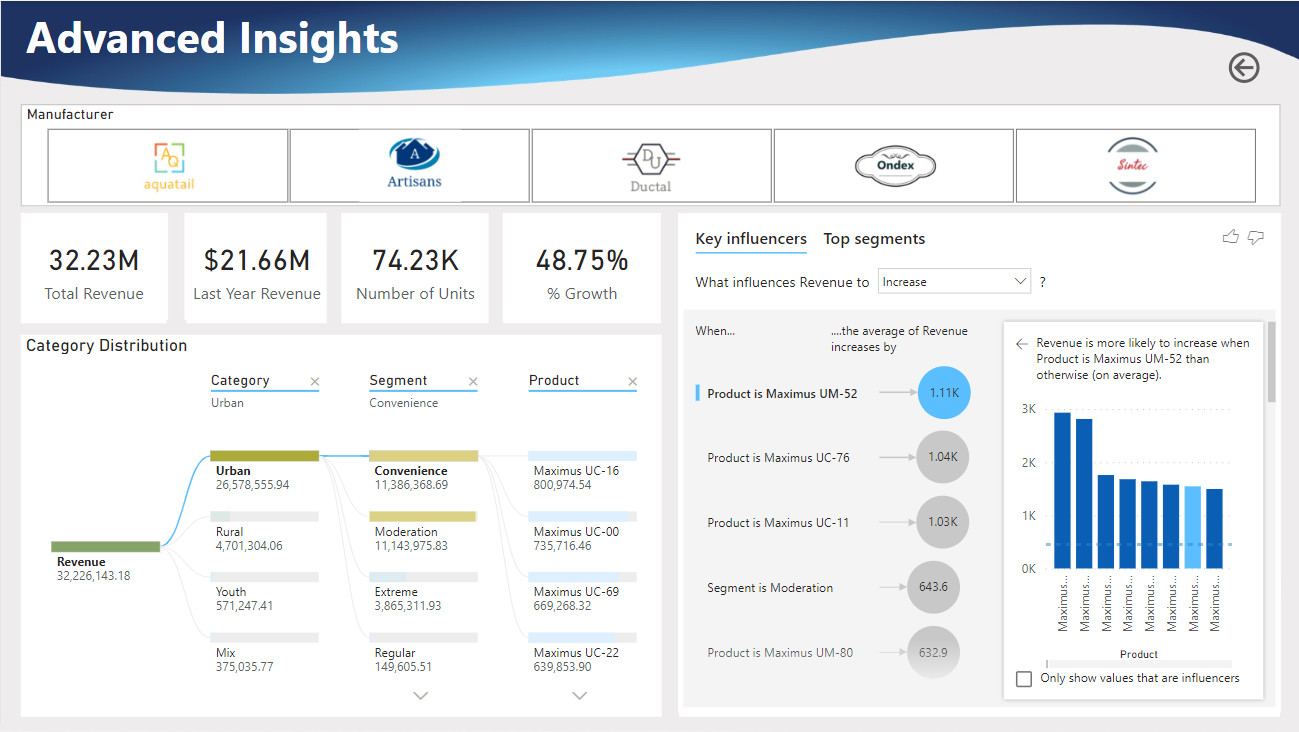 Advanced Insights
Manufacturer
AQ
aquatail
A
Artisans
DU
Ductal
Ondex
Sintec
32.23M
Total Revenue
$21.66M
Last Year Revenue
74.23K
Number of Units
48.75%
% Growth
Category Distribution
Category
Urban
Segment
Convenience
Product
Revenue
32,226,143.18
Urban
26,578,555.94
Rural
4,701,304.06
Youth
571,247.41
Mix
375,035.77
Convenience
11,386,368.69
Moderation
11,143,975.83
Extreme
3,865,311.93
Regular
149,605.51
Maximus UC-16
800,974.54
Maximus UC-00
735,716.46
Maximus UC-69
669,268.32
Maximus UC-22
639,853.90
Key influencers
Top segments
What influences Revenue to
Increase
?
When...
....the average of Revenue
increases by
Product is Maximus UM-52
1.11K
Product is Maximus UC-76
1.04K
Product is Maximus UC-11
1.03K
Segment is Moderation
643.6
Product is Maximus UM-80
632.9
Revenue is more likely to increase when
Product is Maximus UM-52 than
otherwise (on average).
3K
2K
1K
0K
Maximus...
Maximus...
Maximus...
Maximus...
Maximus...
Maximus...
Maximus...
Maximus...
Product
Only show values that are influencers